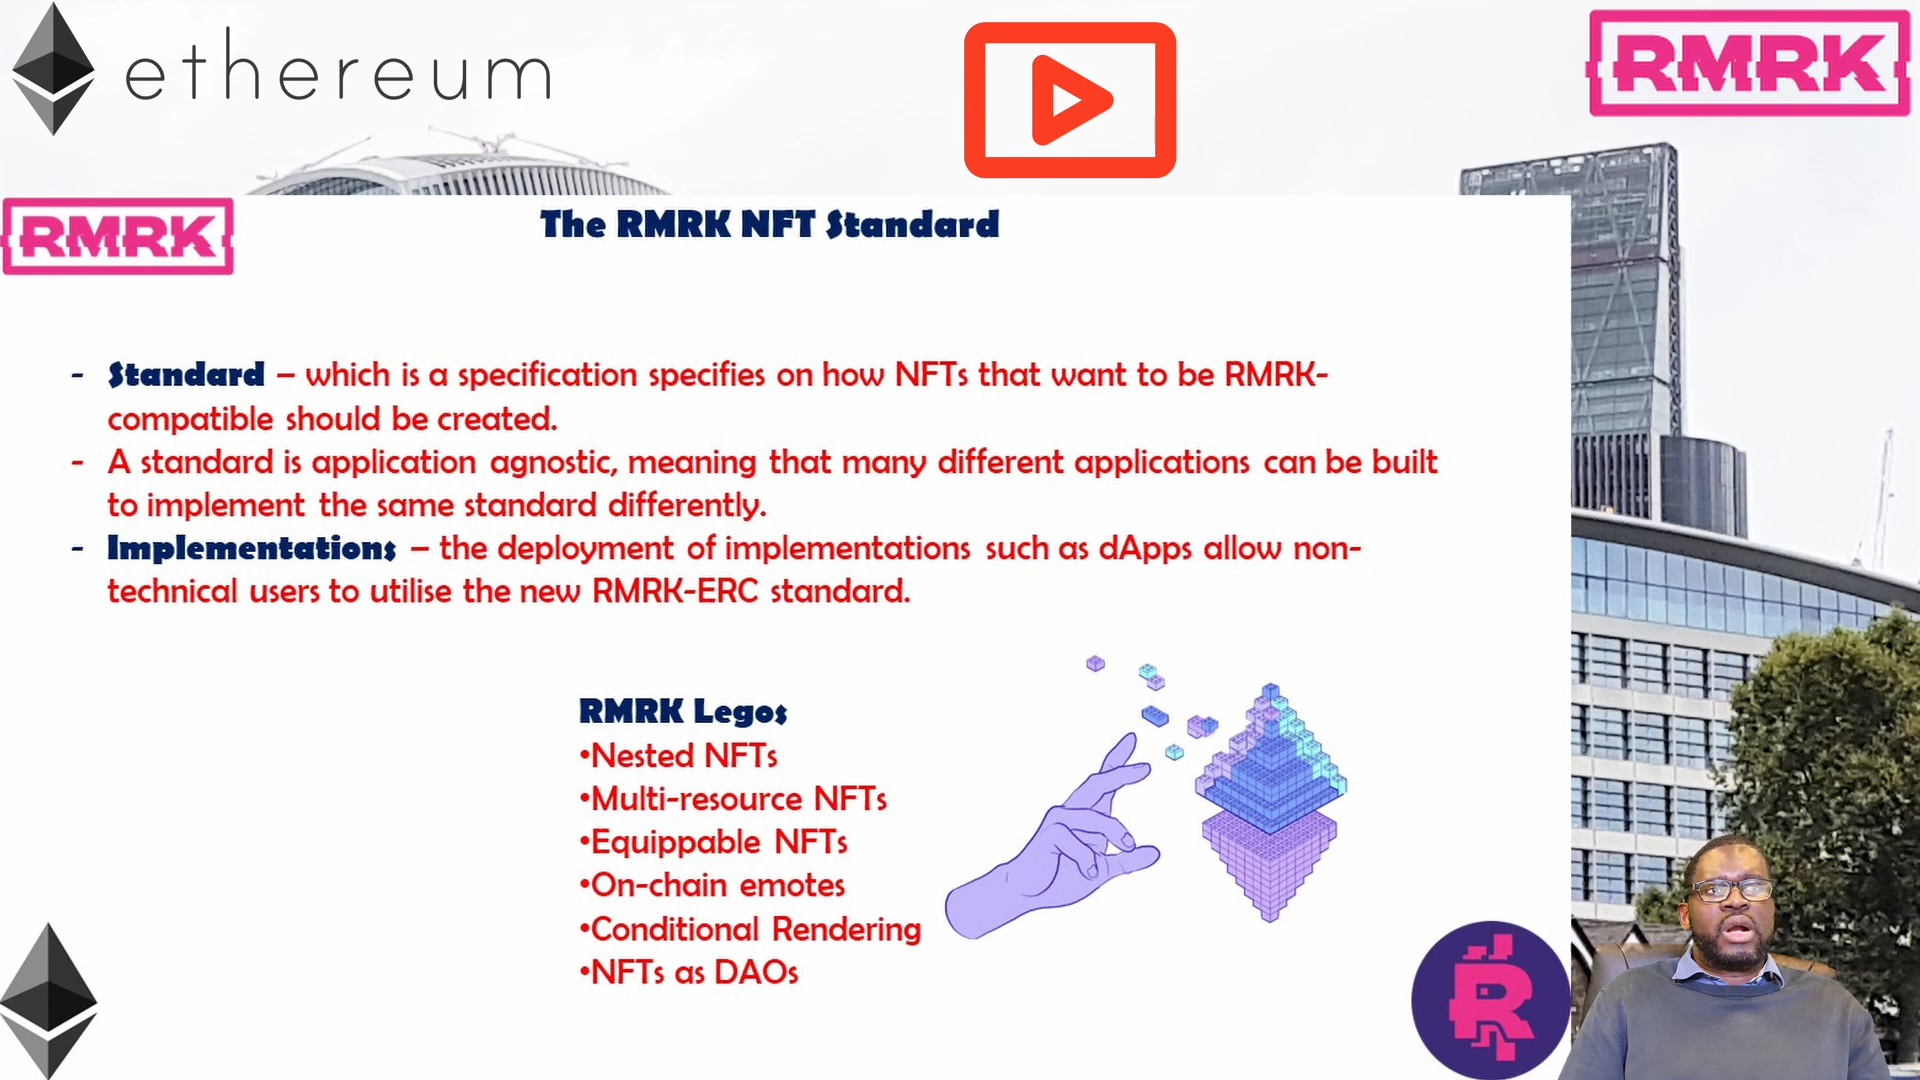 ethereum
RMRK
RMRK
The RMRK NFT Standard
- Standard – which is a specification specifies on how NFTs that want to be RMRK-
compatible should be created.
- A standard is application agnostic, meaning that many different applications can be built
to implement the same standard differently.
- Implementations – the deployment of implementations such as dApps allow non-
technical users to utilise the new RMRK-ERC standard.
RMRK Legos
•Nested NFTs
•Multi-resource NFTs
•Equippable NFTs
•On-chain emotes
•Conditional Rendering
•NFTs as DAOs
R